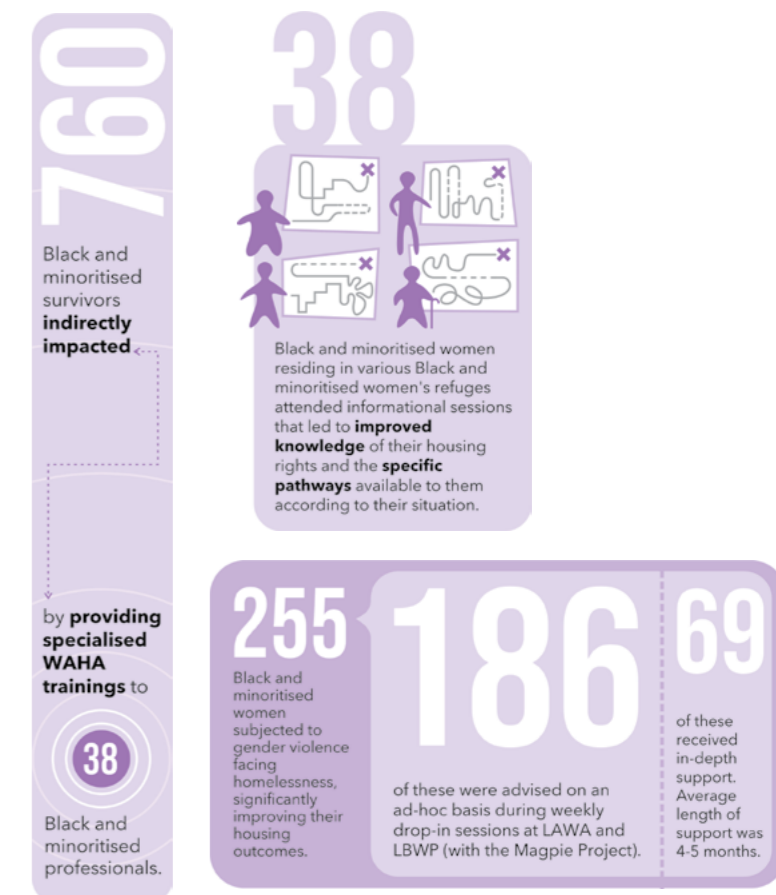 760
Black and
minoritised
survivors
indirectly
impacted
by providing
specialised
WAHA
trainings to
38
Black and
minoritised
professionals.
38
Black and minoritised women
residing in various Black and
minoritised women's refuges
attended informational sessions
that led to improved
knowledge of their housing
rights and the specific
pathways available to them
according to their situation.
255
Black and
minoritised
women
subjected to
gender violence
facing
homelessness,
significantly
improving their
housing
outcomes.
186
of these were advised on an
ad-hoc basis during weekly
drop-in sessions at LAWA and
LBWP (with the Magpie Project).
69
of these
received
in-depth
support.
Average
length of
support was
4-5 months.